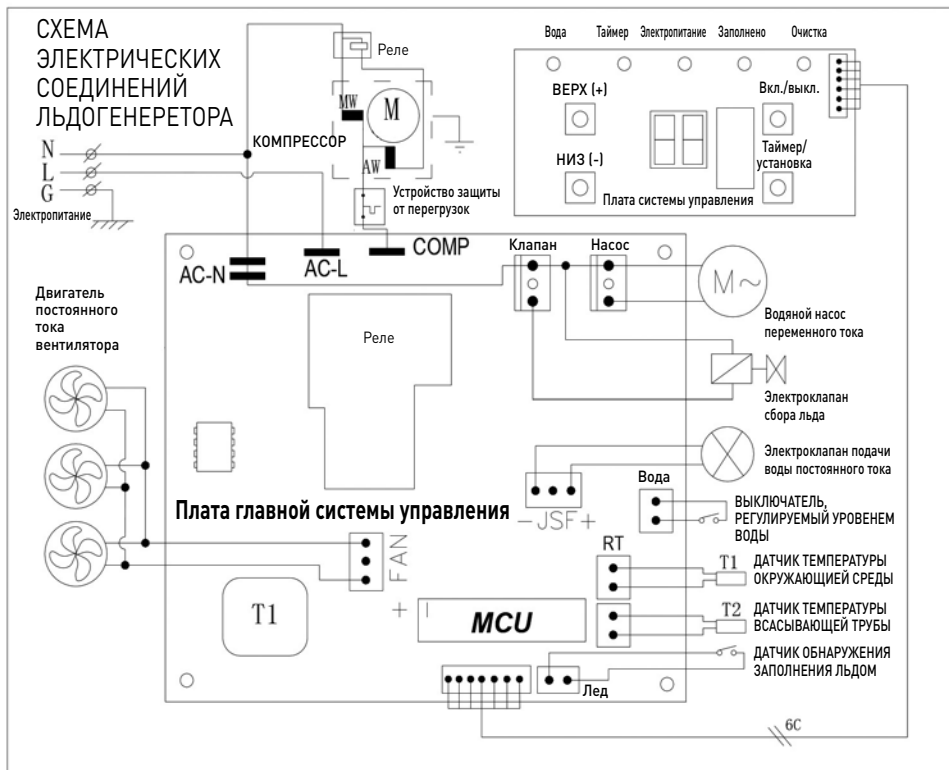 СХЕМА
ЭЛЕКТРИЧЕСКИХ
СОЕДИНЕНИЙ
ЛЬДОГЕНЕРЕТОРА
N
L
G
Электропитание
КОМПРЕССОР
Реле
MW
M
AW
Устройство защиты
от перегрузок
Вода Таймер Электропитание Заполнено Очистка
ВЕРХ (+)
Вкл./выкл.
НИЗ (-)
Таймер/
установка
Плата системы управления
AC-N
AC-L
COMP
Клапан
Насос
M~
Водяной насос
переменного тока
Двигатель
постоянного
тока
вентилятора
Реле
Электроклапан
сбора льда
Электроклапан подачи
воды постоянного тока
Плата главной системы управления
- JSF +
Вода
ВЫКЛЮЧАТЕЛЬ,
РЕГУЛИРУЕМЫЙ УРОВЕНЕМ
ВОДЫ
FAN
+
RT
T1
ДАТЧИК ТЕМПЕРАТУРЫ
ОКРУЖАЮЩИЕЙ СРЕДЫ
T1
MCU
T2
ДАТЧИК ТЕМПЕРАТУРЫ
ВСАСЫВАЮЩЕЙ ТРУБЫ
ДАТЧИК ОБНАРУЖЕНИЯ
ЗАПОЛНЕНИЯ ЛЬДОМ
Лед
6C